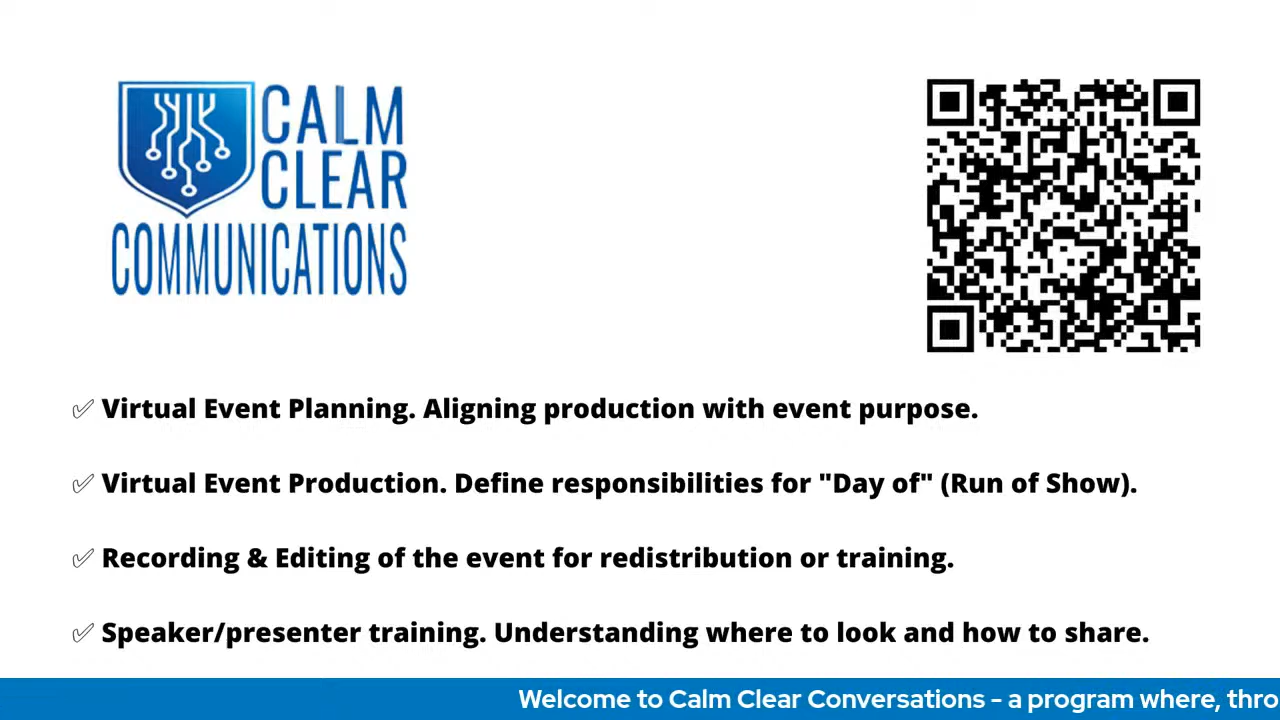 CALM
CLEAR
COMMUNICATIONS
✅ Virtual Event Planning. Aligning production with event purpose.
✅ Virtual Event Production. Define responsibilities for "Day of" (Run of Show).
✅ Recording & Editing of the event for redistribution or training.
✅ Speaker/presenter training. Understanding where to look and how to share.
Welcome to Calm Clear Conversations - a program where, thro